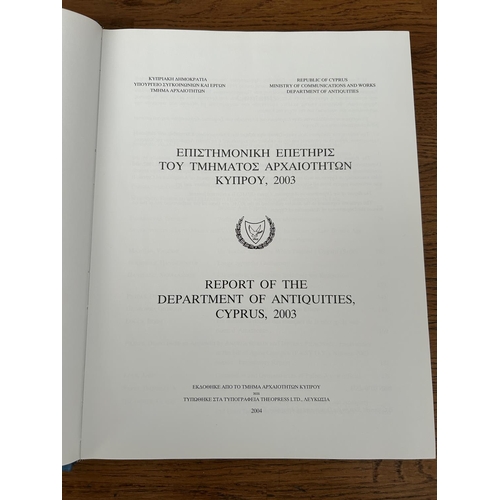 ΚΥΠΡΙΑΚΗ ΔΗΜΟΚΡΑΤΙΑ
ΥΠΟΥΡΓΕΙΟ ΣΥΓΚΟΙΝΩΝΙΩΝ ΚΑΙ ΕΡΓΩΝ
ΤΜΗΜΑ ΑΡΧΑΙΟΤΗΤΩΝ
REPUBLIC OF CYPRUS
MINISTRY OF COMMUNICATIONS AND WORKS
DEPARTMENT OF ANTIQUITIES
ΕΠΙΣΤΗΜΟΝΙΚΗ ΕΠΕΤΗΡΙΣ
ΤΟΥ ΤΜΗΜΑΤΟΣ ΑΡΧΑΙΟΤΗΤΩΝ
ΚΥΠΡΟΥ, 2003
REPORT OF THE
DEPARTMENT OF ANTIQUITIES,
CYPRUS, 2003
ΕΚΔΟΘΗΚΕ ΑΠΟ ΤΟ ΤΜΗΜΑ ΑΡΧΑΙΟΤΗΤΩΝ ΚΥΠΡΟΥ
και
ΤΥΠΩΘΗΚΕ ΣΤΑ ΤΥΠΟΓΡΑΦΕΙΑ THEOPRESS LTD., ΛΕΥΚΩΣΙΑ
2004